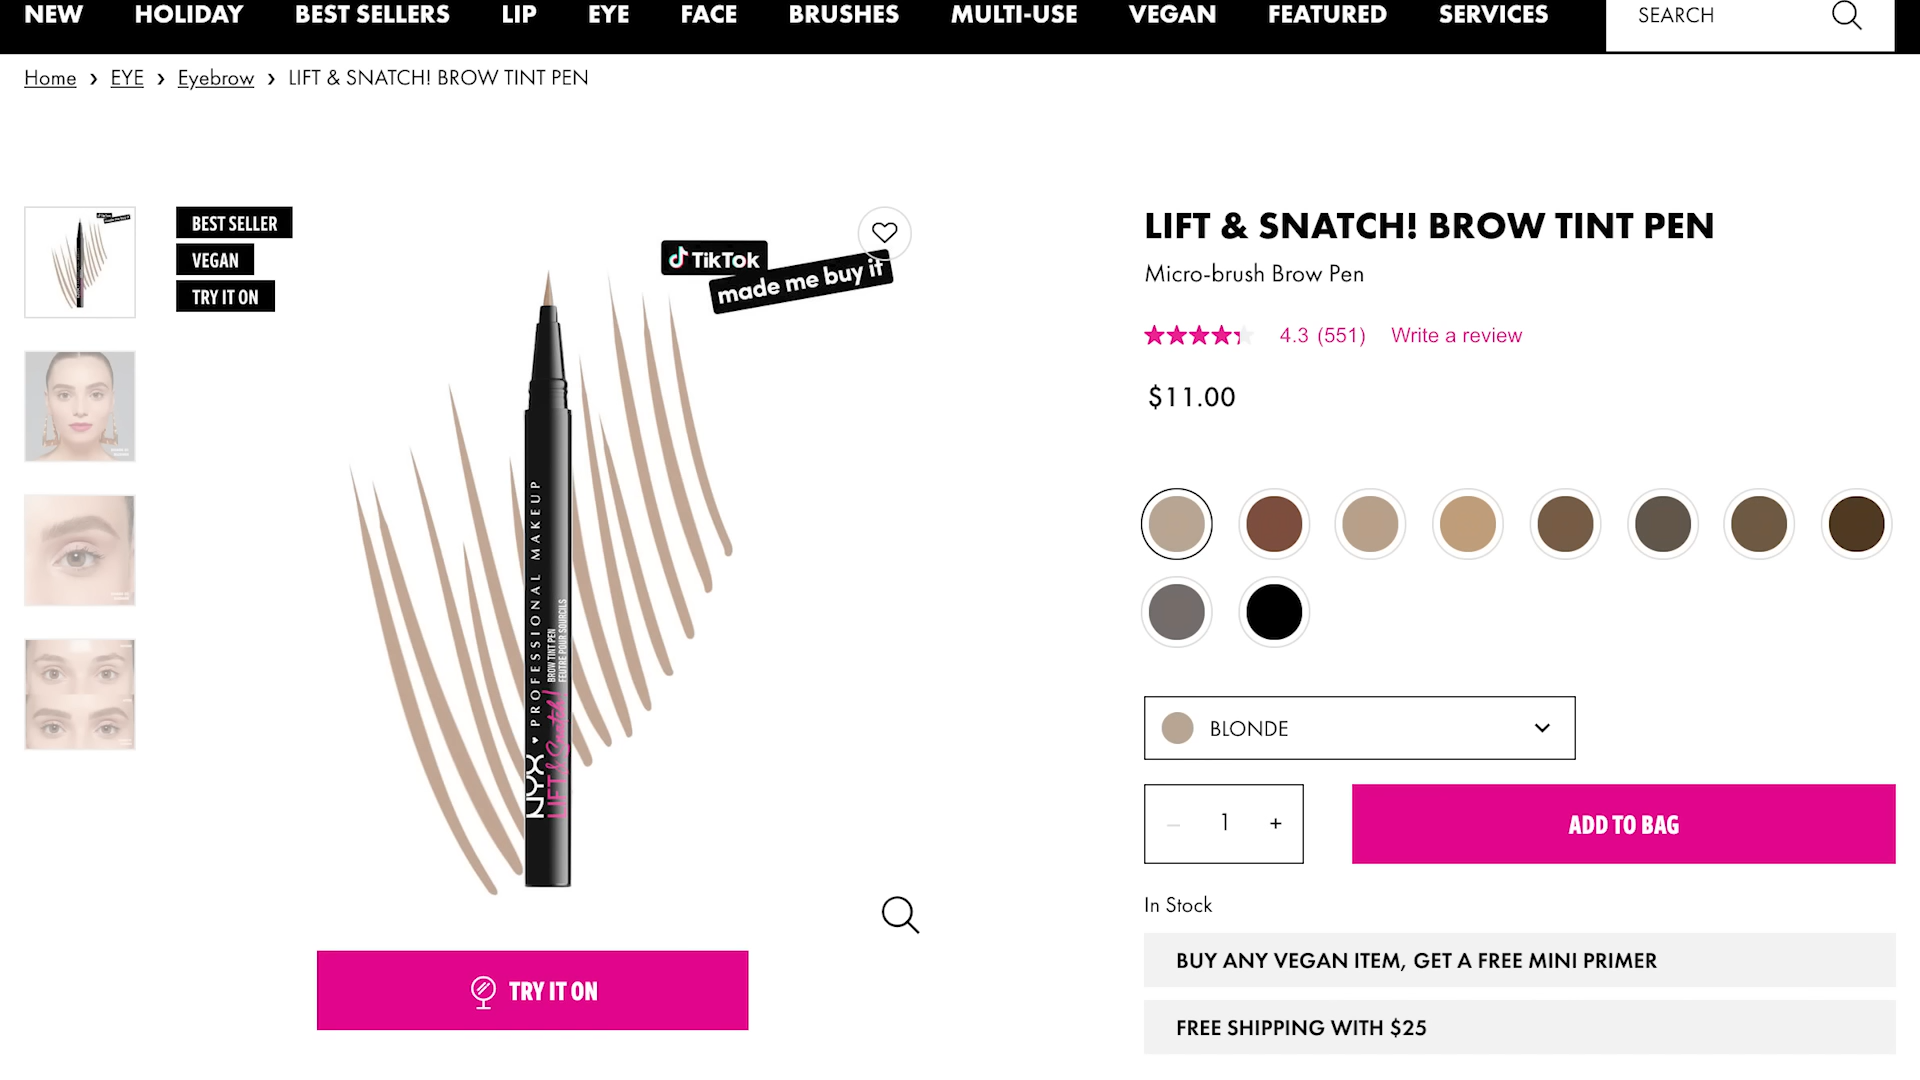 NEW HOLIDAY BEST SELLERS LIP EYE FACE BRUSHES MULTI-USE VEGAN FEATURED SERVICES SEARCH
Home › EYE › Eyebrow › LIFT & SNATCH! BROW TINT PEN
BEST SELLER
VEGAN
TRY IT ON
TikTok
made me buy it
NYX ♥ PROFESSIONAL MAKEUP
LIFT & Snatch!
BROW TINT PEN
FEUTRE POUR SOURCILS
TRY IT ON
LIFT & SNATCH! BROW TINT PEN
Micro-brush Brow Pen
4.3 (551) Write a review
$11.00
BLONDE
– 1 +
ADD TO BAG
In Stock
BUY ANY VEGAN ITEM, GET A FREE MINI PRIMER
FREE SHIPPING WITH $25